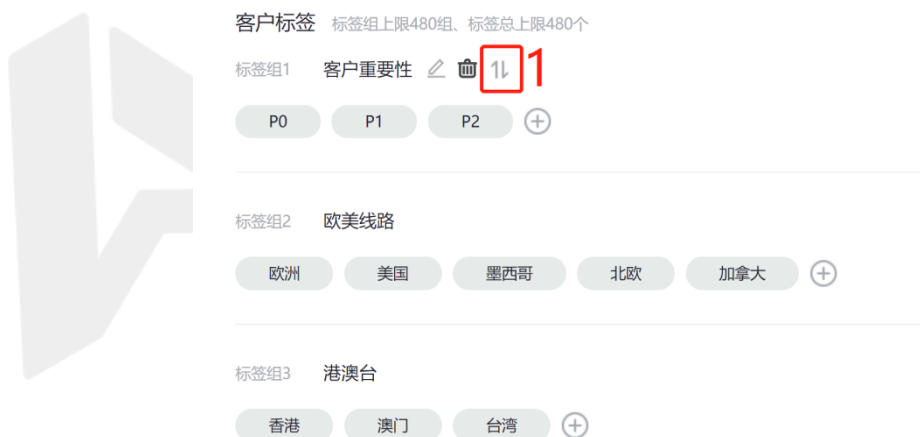 客户标签 标签组上限480组、标签总上限480个
标签组1 客户重要性 1
P0 P1 P2
标签组2 欧美线路
欧洲 美国 墨西哥 北欧 加拿大
标签组3 港澳台
香港 澳门 台湾